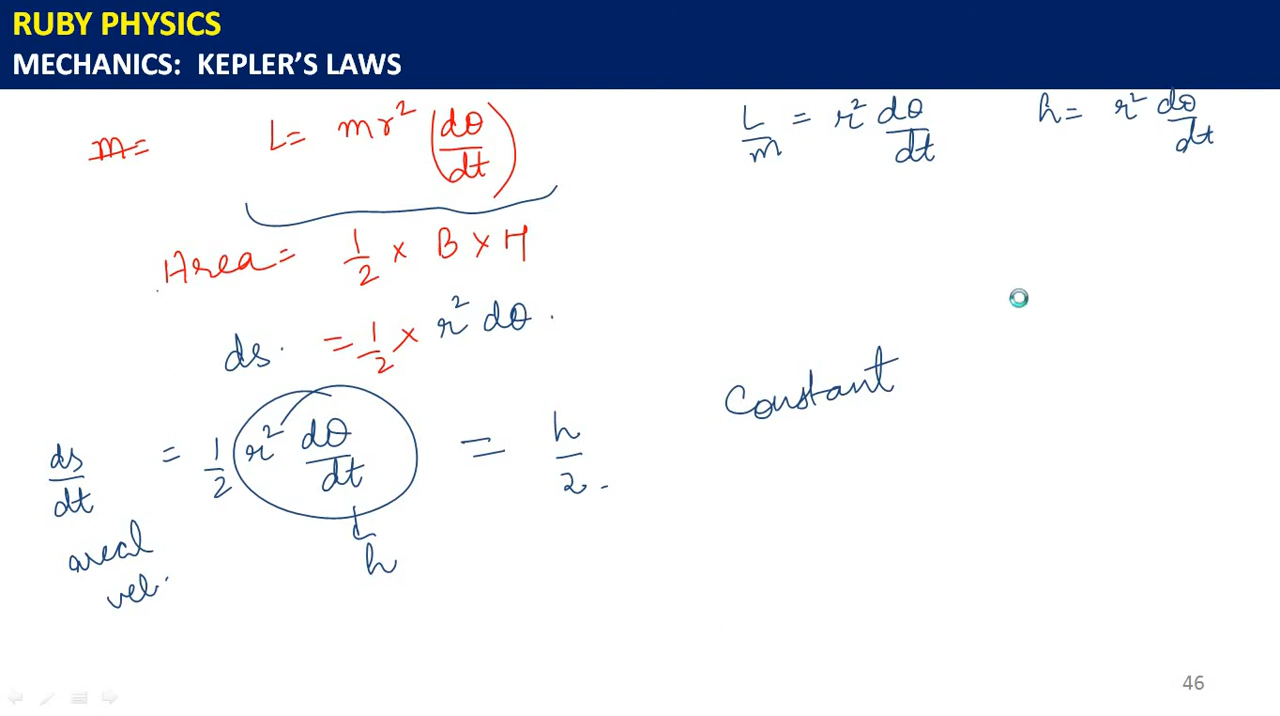 RUBY PHYSICS
MECHANICS: KEPLER'S LAWS
m=
L= mr² (dθ/dt)
L/m = r² dθ/dt
h= r² dθ/dt
Area= 1/2 × B × H
ds. = 1/2 × r² dθ.
Constant
ds/dt = 1/2 r² dθ/dt = h/2.
h
areal
vel.
46